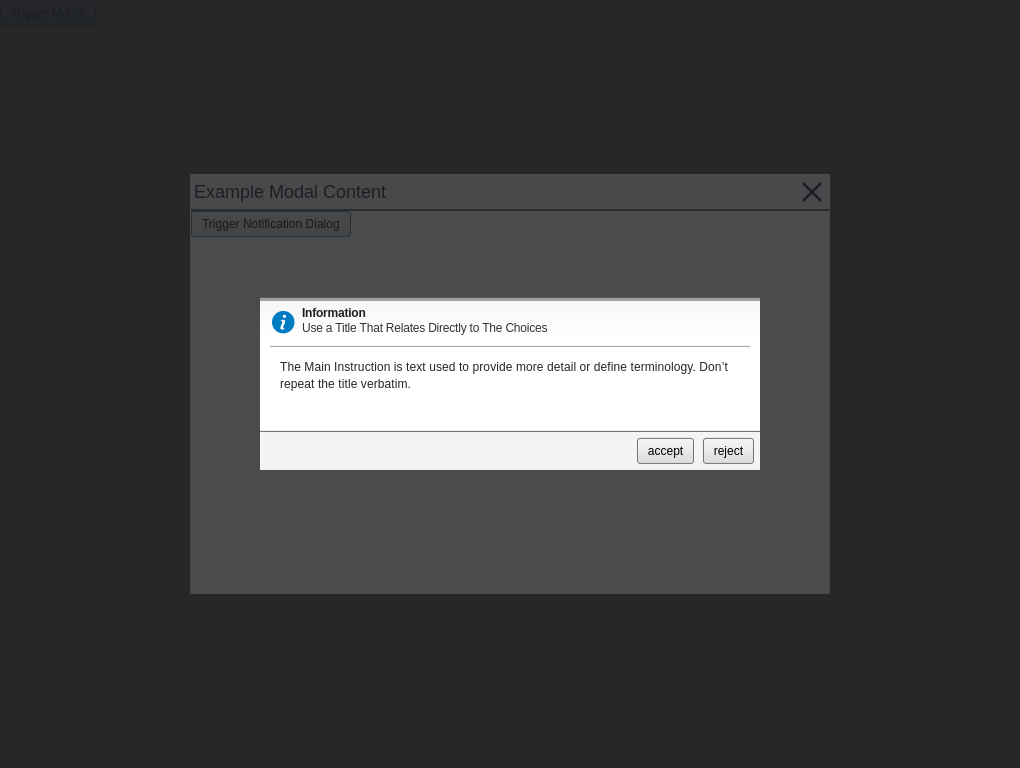 Trigger Modal
Example Modal Content
Trigger Notification Dialog
Information
Use a Title That Relates Directly to The Choices
The Main Instruction is text used to provide more detail or define terminology. Don't
repeat the title verbatim.
accept reject